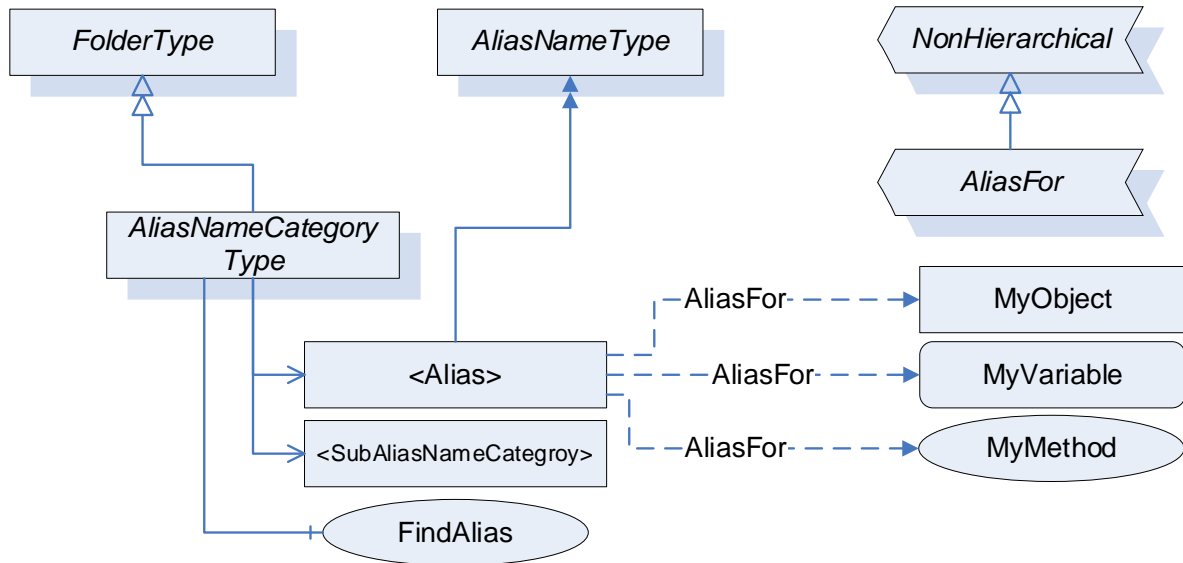 FolderType
AliasNameType
NonHierarchical
AliasFor
AliasNameCategory
Type
AliasFor
MyObject
<Alias>
AliasFor
MyVariable
<SubAliasNameCategroy>
AliasFor
MyMethod
FindAlias